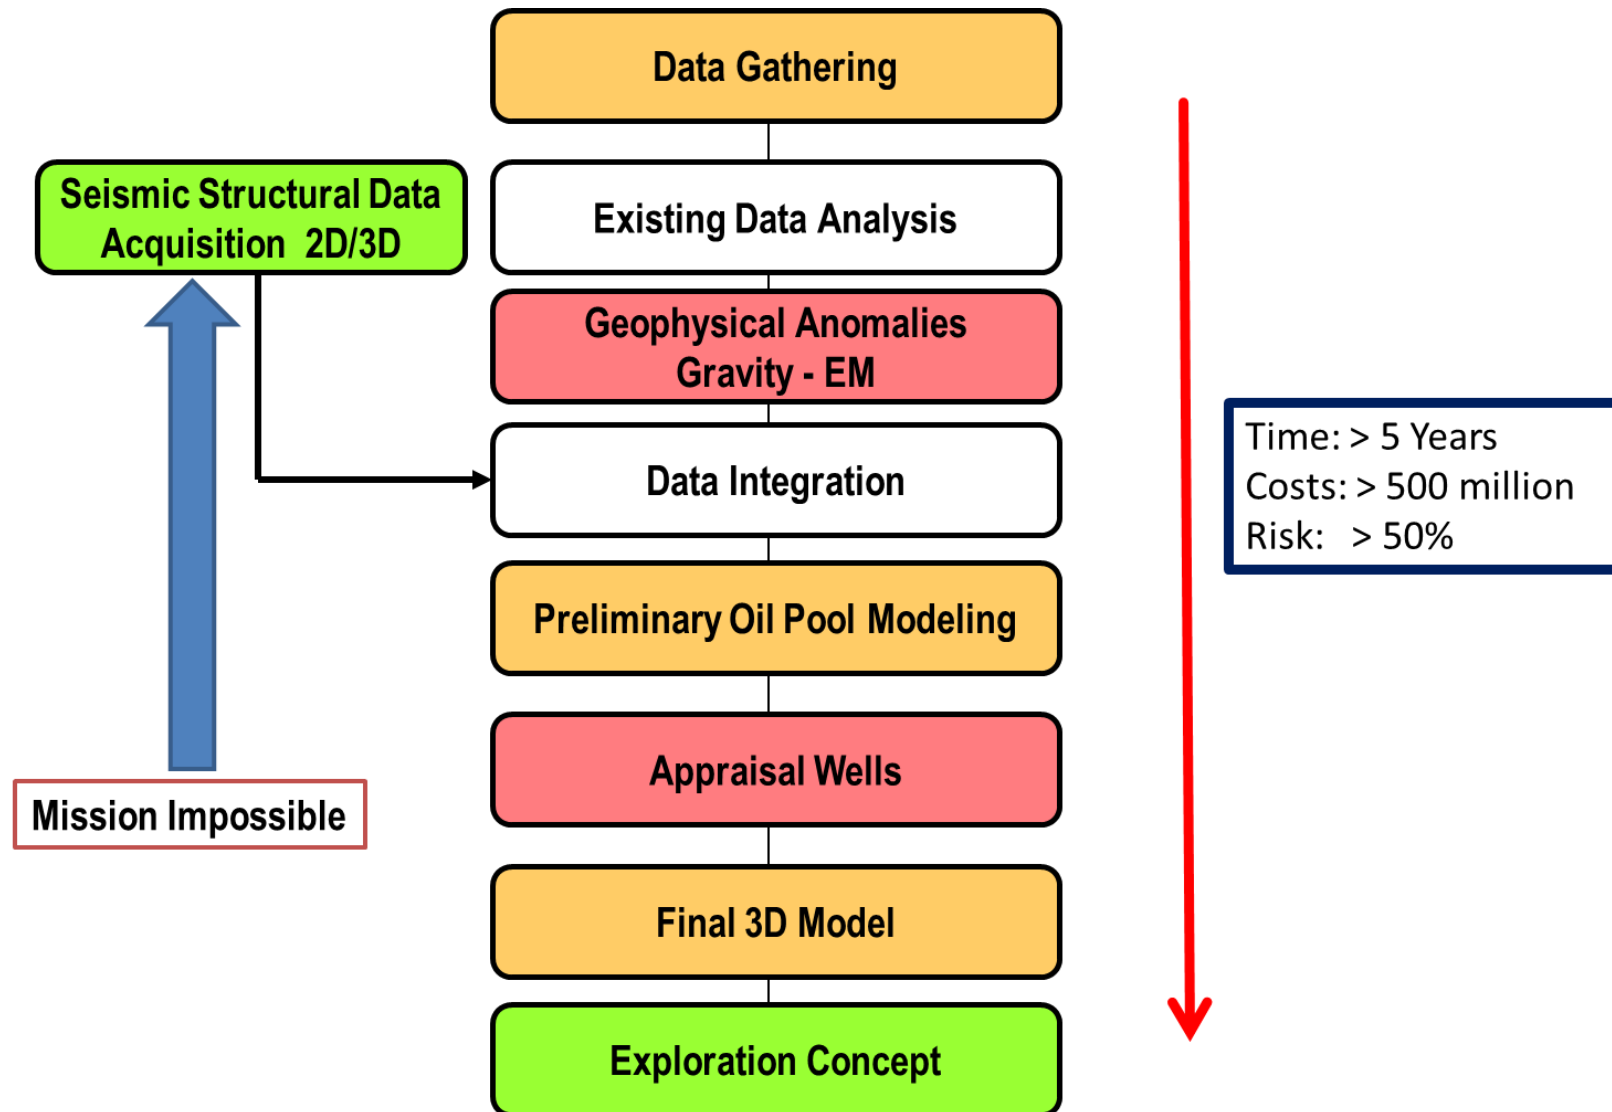 Data Gathering
Seismic Structural Data
Acquisition 2D/3D
Existing Data Analysis
Geophysical Anomalies
Gravity - EM
Data Integration
Time: > 5 Years
Costs: > 500 million
Risk: > 50%
Preliminary Oil Pool Modeling
Appraisal Wells
Mission Impossible
Final 3D Model
Exploration Concept